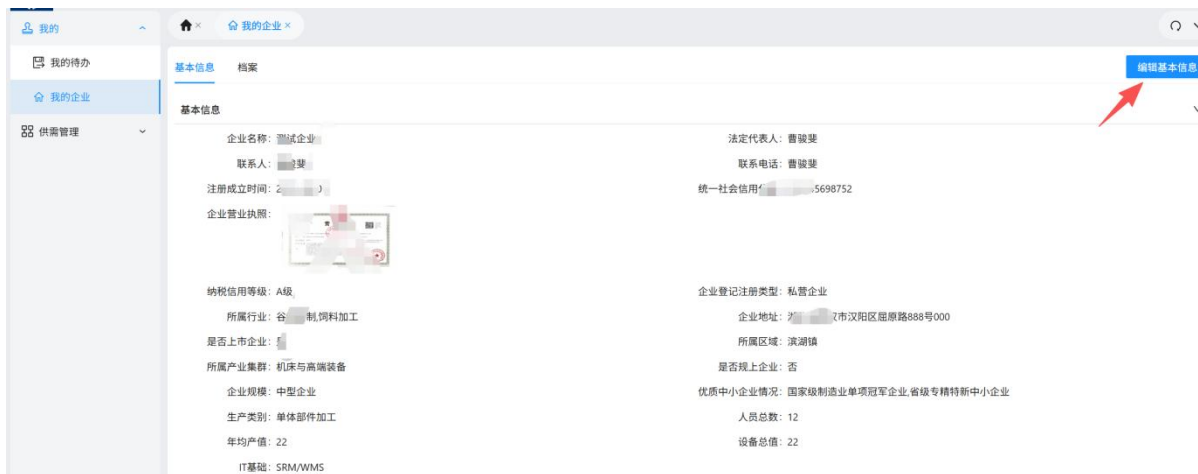 我的
我的企业
我的待办
基本信息 档案
编辑基本信息
我的企业
基本信息
供需管理
企业名称: 测试企业
法定代表人: 曹骏斐
联系人: 斐
联系电话: 曹骏斐
注册成立时间: 2
统一社会信用 5698752
企业营业执照:
纳税信用等级: A级
企业登记注册类型: 私营企业
所属行业: 谷 制,饲料加工
企业地址: 市汉阳区屈原路888号000
是否上市企业:
所属区域: 滨湖镇
所属产业集群: 机床与高端装备
是否规上企业: 否
企业规模: 中型企业
优质中小企业情况: 国家级制造业单项冠军企业,省级专精特新中小企业
生产类别: 单体部件加工
人员总数: 12
年均产值: 22
设备总值: 22
IT基础: SRM/WMS